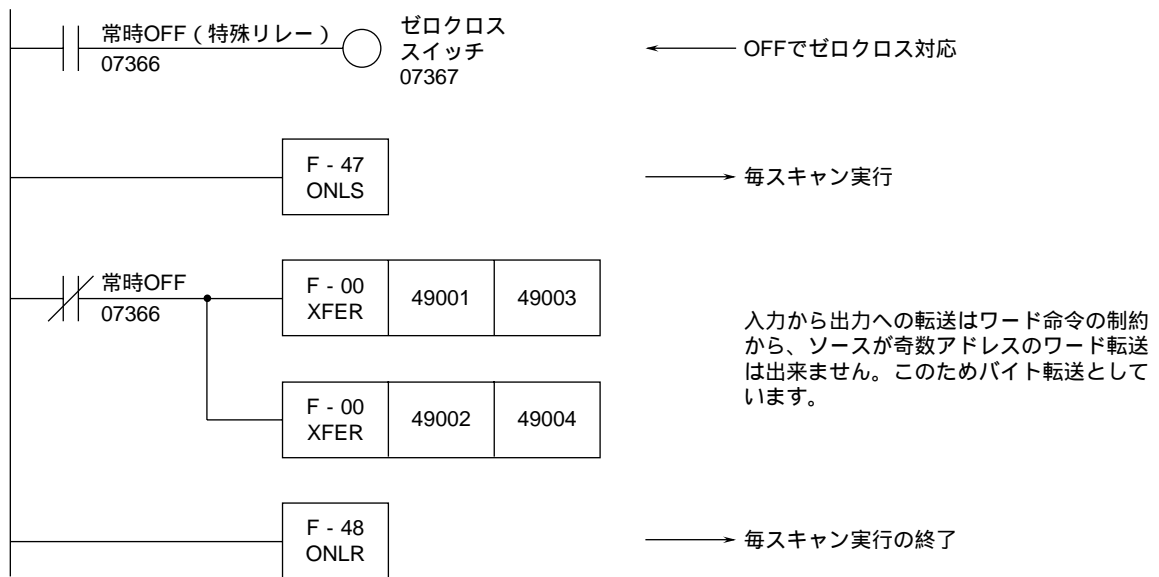 常時OFF(特殊リレー)
07366
ゼロクロス
スイッチ
07367
OFFでゼロクロス対応
F - 47
ONLS
毎スキャン実行
常時OFF
07366
F - 00
XFER
49001
49003
入力から出力への転送はワード命令の制約
から、ソースが奇数アドレスのワード転送
は出来ません。このためバイト転送として
います。
F - 00
XFER
49002
49004
F - 48
ONLR
毎スキャン実行の終了